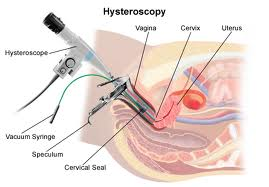 Hysteroscopy
Vagina
Cervix
Uterus
Hysteroscope
Vacuum Syringe
Speculum
Cervical Seal